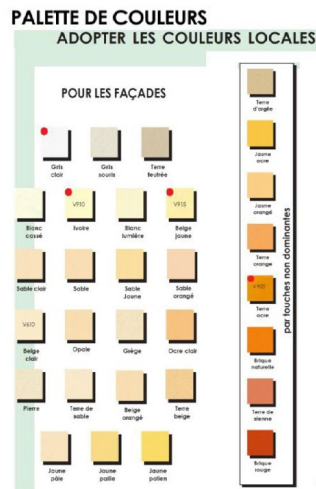 PALETTE DE COULEURS
ADOPTER LES COULEURS LOCALES
POUR LES FAÇADES
Gris clair
Gris souris
Terre feutrée
Blanc cassé
V910
Ivoire
Blanc lumière
V915
Beige jaune
Sable clair
Sable
Sable Jaune
Sable orangé
V610
Beige clair
Opale
Grège
Ocre clair
Pierre
Terre de sable
Beige orangé
Terre beige
Jaune pâle
Jaune paille
Jaune pollen
Terre d'argile
Jaune ocre
Jaune orangé
Terre orange
Terre ocre
Brique naturelle
Terre de sienne
Brique rouge
par touches non dominantes